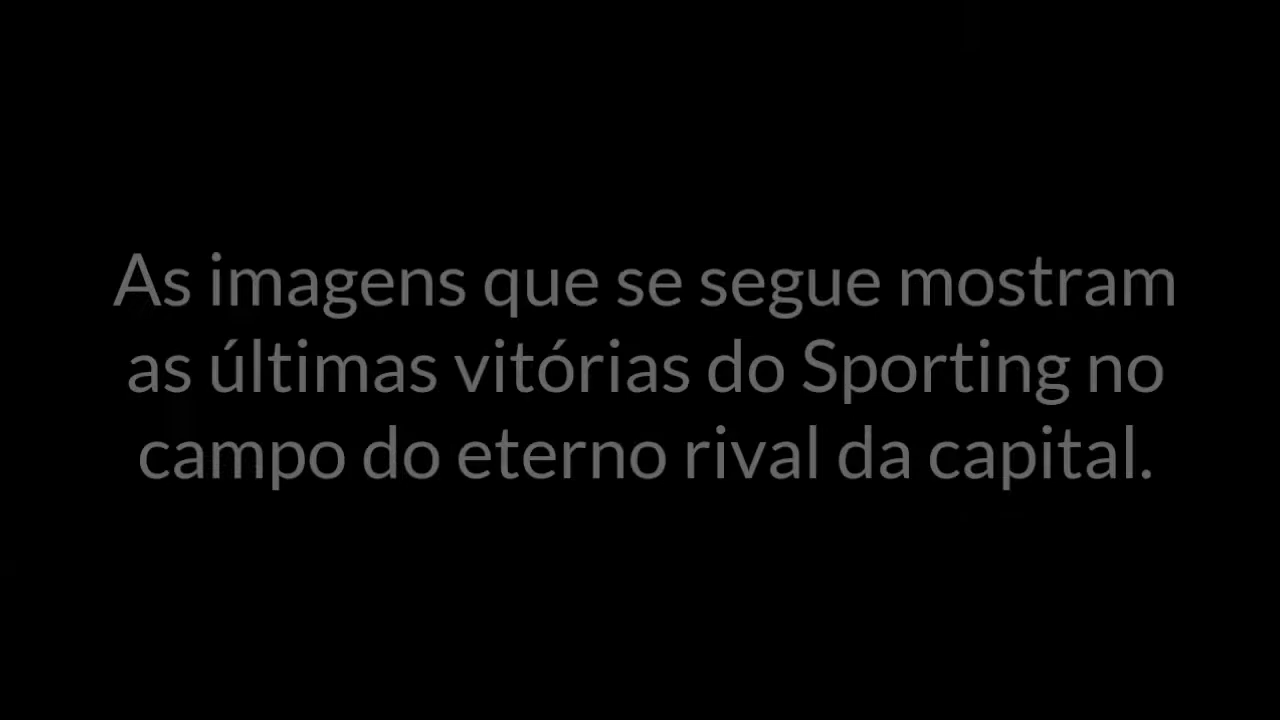 As imagens que se segue mostram
as últimas vitórias do Sporting no
campo do eterno rival da capital.